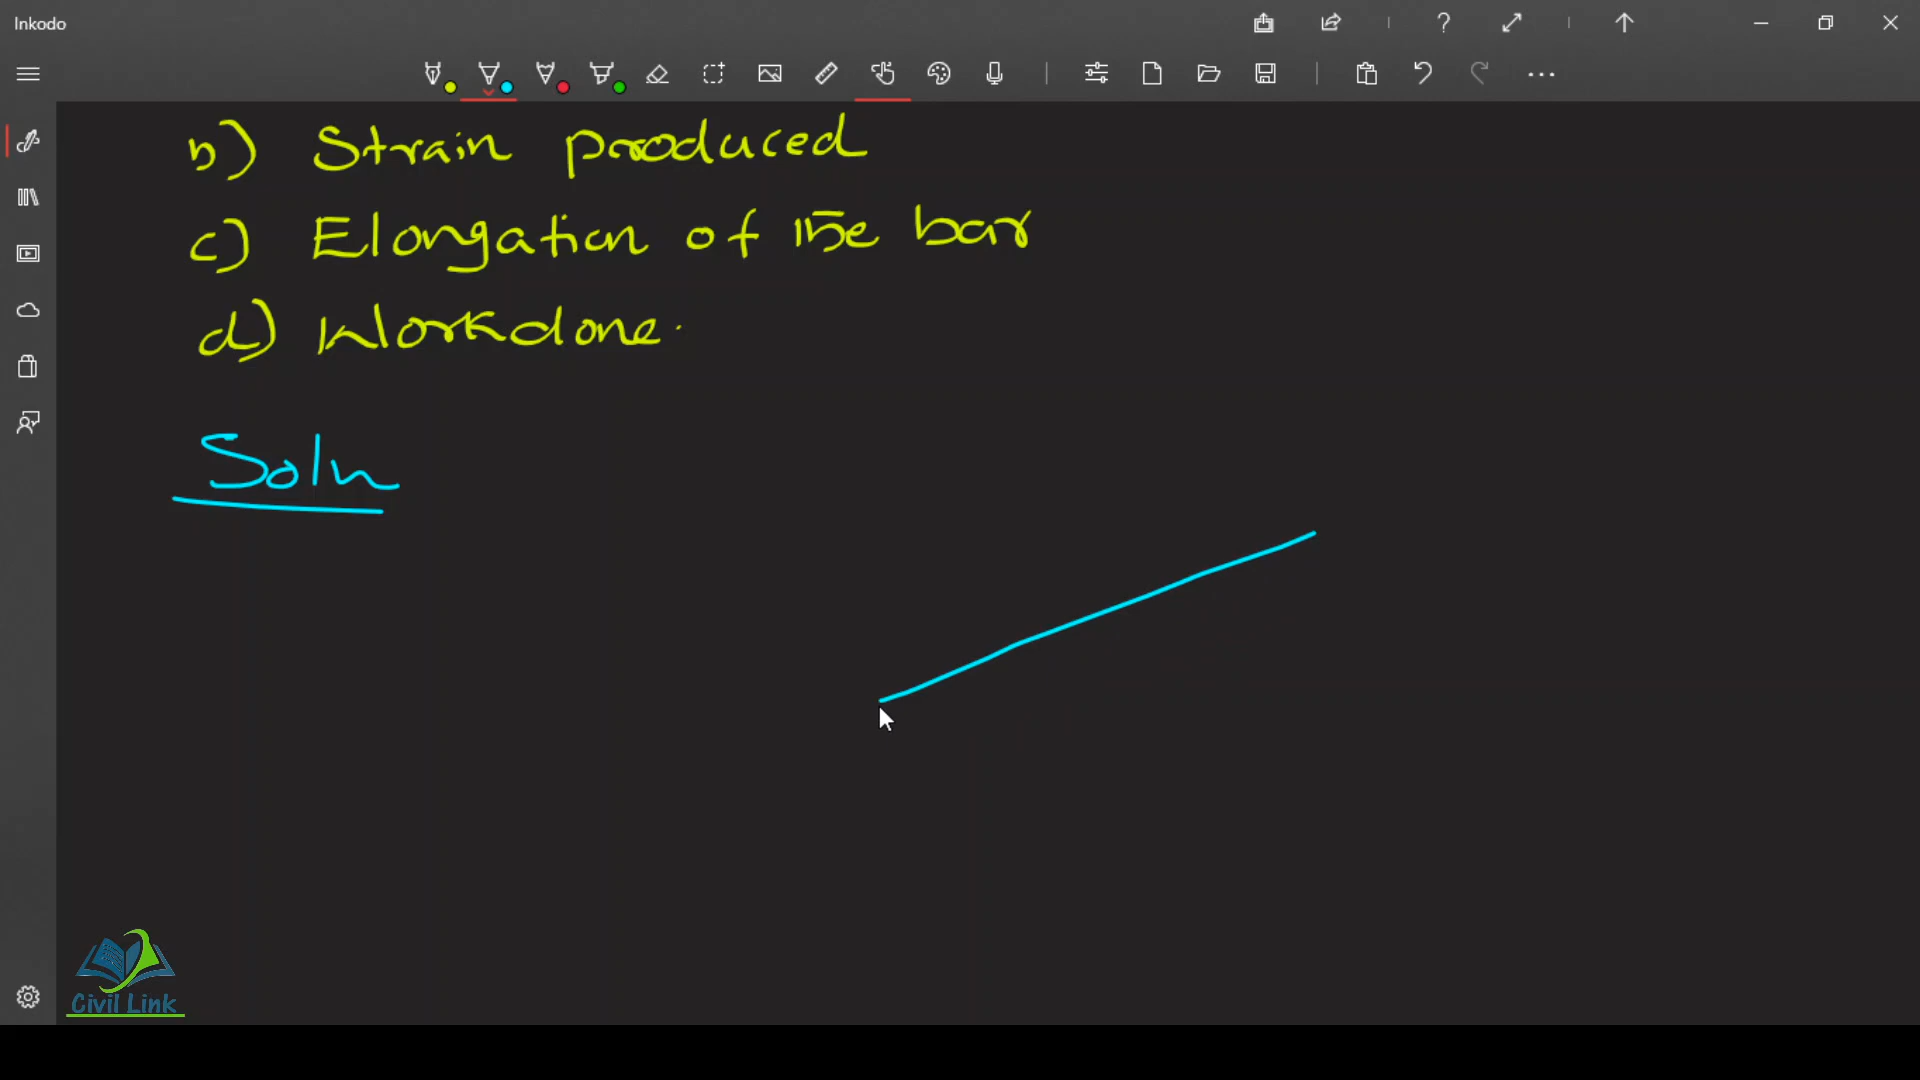 Inkodo
b) Strain produced
c) Elongation of the bar
d) Workdone.
Soln
Civil Link